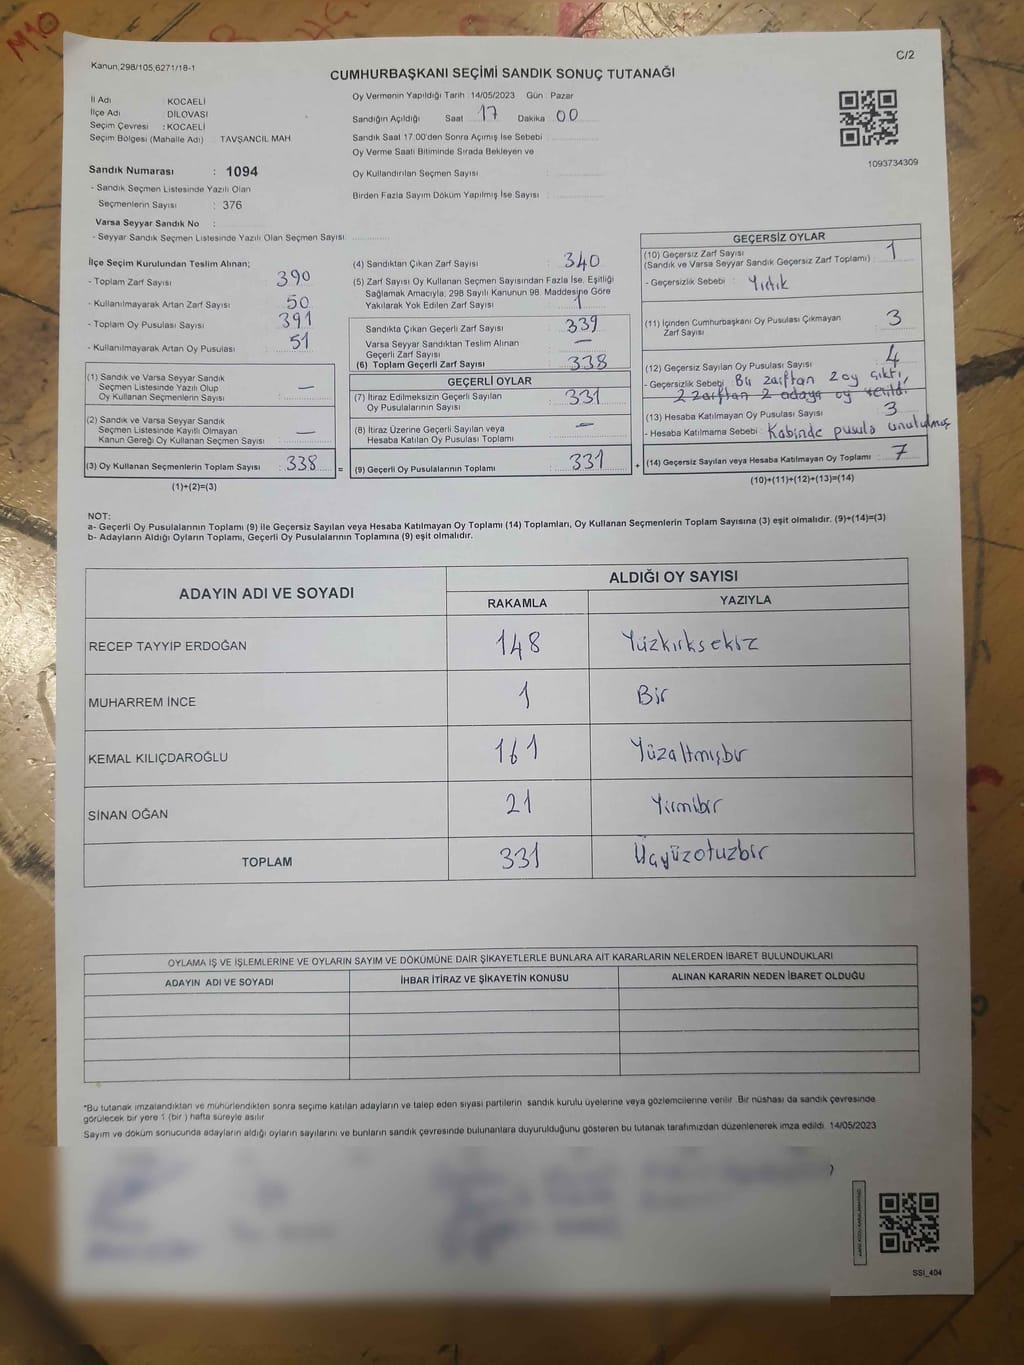 Kanun,298/105,6271/18-1
C/2
CUMHURBAŞKANI SEÇİMİ SANDIK SONUÇ TUTANAĞI
İl Adı : KOCAELİ
İlçe Adı : DİLOVASI
Seçim Çevresi : KOCAELİ
Seçim Bölgesi (Mahalle Adı) : TAVŞANCIL MAH
Oy Vermenin Yapıldığı Tarih :14/05/2023 Gün : Pazar
Sandığın Açıldığı Saat 17 Dakika 00
Sandık Saat 17:00'den Sonra Açılmış İse Sebebi :
Oy Verme Saati Bitiminde Sırada Bekleyen ve
Oy Kullandırılan Seçmen Sayısı :
Birden Fazla Sayım Döküm Yapılmış İse Sayısı :
1093734309
Sandık Numarası : 1094
- Sandık Seçmen Listesinde Yazılı Olan
Seçmenlerin Sayısı : 376
Varsa Seyyar Sandık No :
- Seyyar Sandık Seçmen Listesinde Yazılı Olan Seçmen Sayısı:
İlçe Seçim Kurulundan Teslim Alınan;
- Toplam Zarf Sayısı : 390
- Kullanılmayarak Artan Zarf Sayısı : 50
- Toplam Oy Pusulası Sayısı : 391
- Kullanılmayarak Artan Oy Pusulası : 51
(1) Sandık ve Varsa Seyyar Sandık
Seçmen Listesinde Yazılı Olup
Oy Kullanan Seçmenlerin Sayısı : —
(2) Sandık ve Varsa Seyyar Sandık
Seçmen Listesinde Kayıtlı Olmayan
Kanun Gereği Oy Kullanan Seçmen Sayısı : —
(3) Oy Kullanan Seçmenlerin Toplam Sayısı : 338
(1)+(2)=(3)
(4) Sandıktan Çıkan Zarf Sayısı : 340
(5) Zarf Sayısı Oy Kullanan Seçmen Sayısından Fazla İse, Eşitliği
Sağlamak Amacıyla; 298 Sayılı Kanunun 98. Maddesine Göre
Yakılarak Yok Edilen Zarf Sayısı : 1
Sandıkta Çıkan Geçerli Zarf Sayısı : 339
Varsa Seyyar Sandıktan Teslim Alınan
Geçerli Zarf Sayısı : —
(6) Toplam Geçerli Zarf Sayısı : 338
GEÇERLİ OYLAR
(7) İtiraz Edilmeksizin Geçerli Sayılan
Oy Pusulalarının Sayısı : 331
(8) İtiraz Üzerine Geçerli Sayılan veya
Hesaba Katılan Oy Pusulası Toplamı : —
= (9) Geçerli Oy Pusulalarının Toplamı : 331
GEÇERSİZ OYLAR
(10) Geçersiz Zarf Sayısı
(Sandık ve Varsa Seyyar Sandık Geçersiz Zarf Toplamı) : 1
- Geçersizlik Sebebi : Yırtık
(11) İçinden Cumhurbaşkanı Oy Pusulası Çıkmayan
Zarf Sayısı : 3
(12) Geçersiz Sayılan Oy Pusulası Sayısı : 4
- Geçersizlik Sebebi : Bir zarftan 2 oy çıktı,
2 zarftan 2 adaya oy verildi
(13) Hesaba Katılmayan Oy Pusulası Sayısı : 3
- Hesaba Katılmama Sebebi : Kabinde pusula unutulmuş
+ (14) Geçersiz Sayılan veya Hesaba Katılmayan Oy Toplamı : 7
(10)+(11)+(12)+(13)=(14)
NOT:
a- Geçerli Oy Pusulalarının Toplamı (9) ile Geçersiz Sayılan veya Hesaba Katılmayan Oy Toplamı (14) Toplamları, Oy Kullanan Seçmenlerin Toplam Sayısına (3) eşit olmalıdır. (9)+(14)=(3)
b- Adayların Aldığı Oyların Toplamı, Geçerli Oy Pusulalarının Toplamına (9) eşit olmalıdır.
ADAYIN ADI VE SOYADI
ALDIĞI OY SAYISI
RAKAMLA YAZIYLA
RECEP TAYYİP ERDOĞAN 148 Yüzkırksekiz
MUHARREM İNCE 1 Bir
KEMAL KILIÇDAROĞLU 161 Yüzaltmışbir
SİNAN OĞAN 21 Yirmibir
TOPLAM 331 Üçyüzotuzbir
OYLAMA İŞ VE İŞLEMLERİNE VE OYLARIN SAYIM VE DÖKÜMÜNE DAİR ŞİKAYETLERLE BUNLARA AİT KARARLARIN NELERDEN İBARET BULUNDUKLARI
ADAYIN ADI VE SOYADI İHBAR İTİRAZ VE ŞİKAYETİN KONUSU ALINAN KARARIN NEDEN İBARET OLDUĞU
*Bu tutanak imzalandıktan ve mühürlendikten sonra seçime katılan adayların ve talep eden siyasi partilerin sandık kurulu üyelerine veya gözlemcilerine verilir. Bir nüshası da sandık çevresinde
görülecek bir yere 1 (bir ) hafta süreyle asılır.
Sayım ve döküm sonucunda adayların aldığı oyların sayılarını ve bunların sandık çevresinde bulunanlara duyurulduğunu gösteren bu tutanak tarafımızdan düzenlenerek imza edildi. 14/05/2023
SSI_404